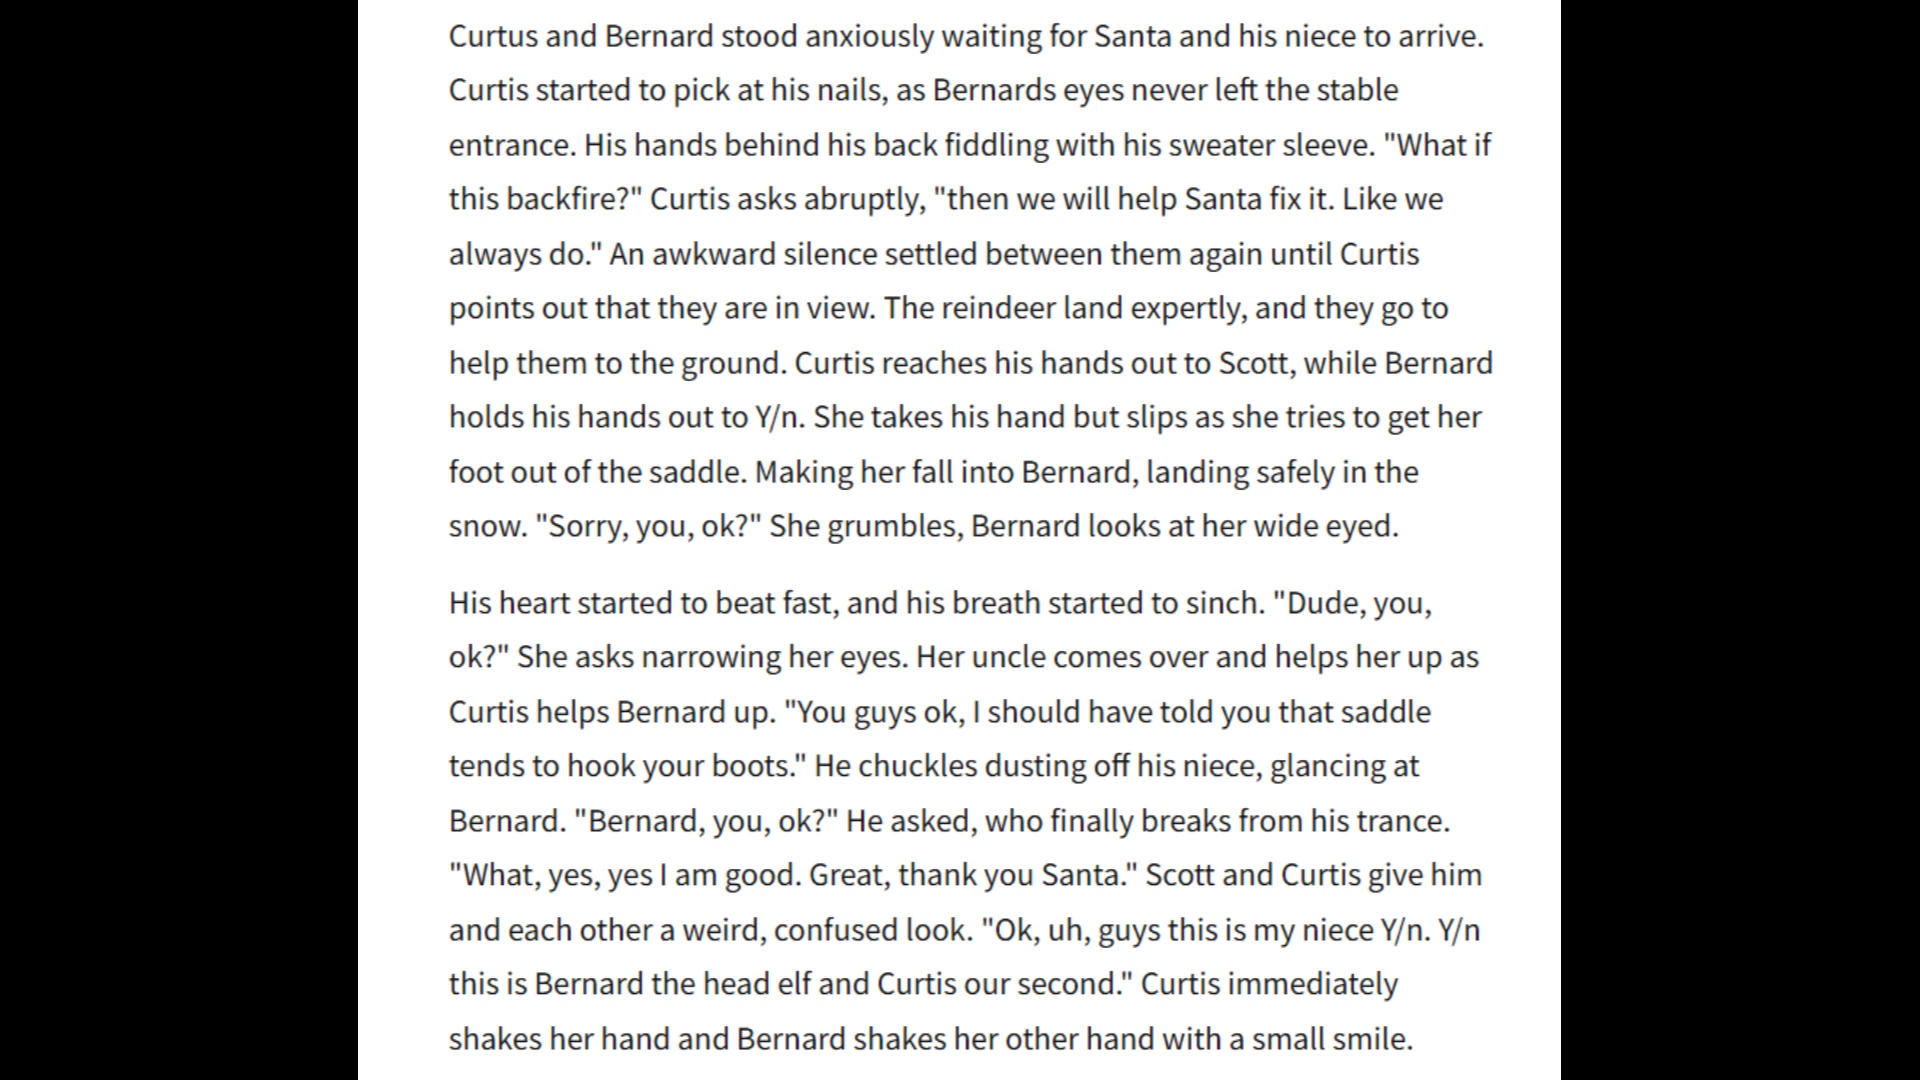 Curtus and Bernard stood anxiously waiting for Santa and his niece to arrive.
Curtis started to pick at his nails, as Bernards eyes never left the stable
entrance. His hands behind his back fiddling with his sweater sleeve. "What if
this backfire?" Curtis asks abruptly, "then we will help Santa fix it. Like we
always do." An awkward silence settled between them again until Curtis
points out that they are in view. The reindeer land expertly, and they go to
help them to the ground. Curtis reaches his hands out to Scott, while Bernard
holds his hands out to Y/n. She takes his hand but slips as she tries to get her
foot out of the saddle. Making her fall into Bernard, landing safely in the
snow. "Sorry, you, ok?" She grumbles, Bernard looks at her wide eyed.
His heart started to beat fast, and his breath started to sinch. "Dude, you,
ok?" She asks narrowing her eyes. Her uncle comes over and helps her up as
Curtis helps Bernard up. "You guys ok, I should have told you that saddle
tends to hook your boots." He chuckles dusting off his niece, glancing at
Bernard. "Bernard, you, ok?" He asked, who finally breaks from his trance.
"What, yes, yes I am good. Great, thank you Santa." Scott and Curtis give him
and each other a weird, confused look. "Ok, uh, guys this is my niece Y/n. Y/n
this is Bernard the head elf and Curtis our second." Curtis immediately
shakes her hand and Bernard shakes her other hand with a small smile.